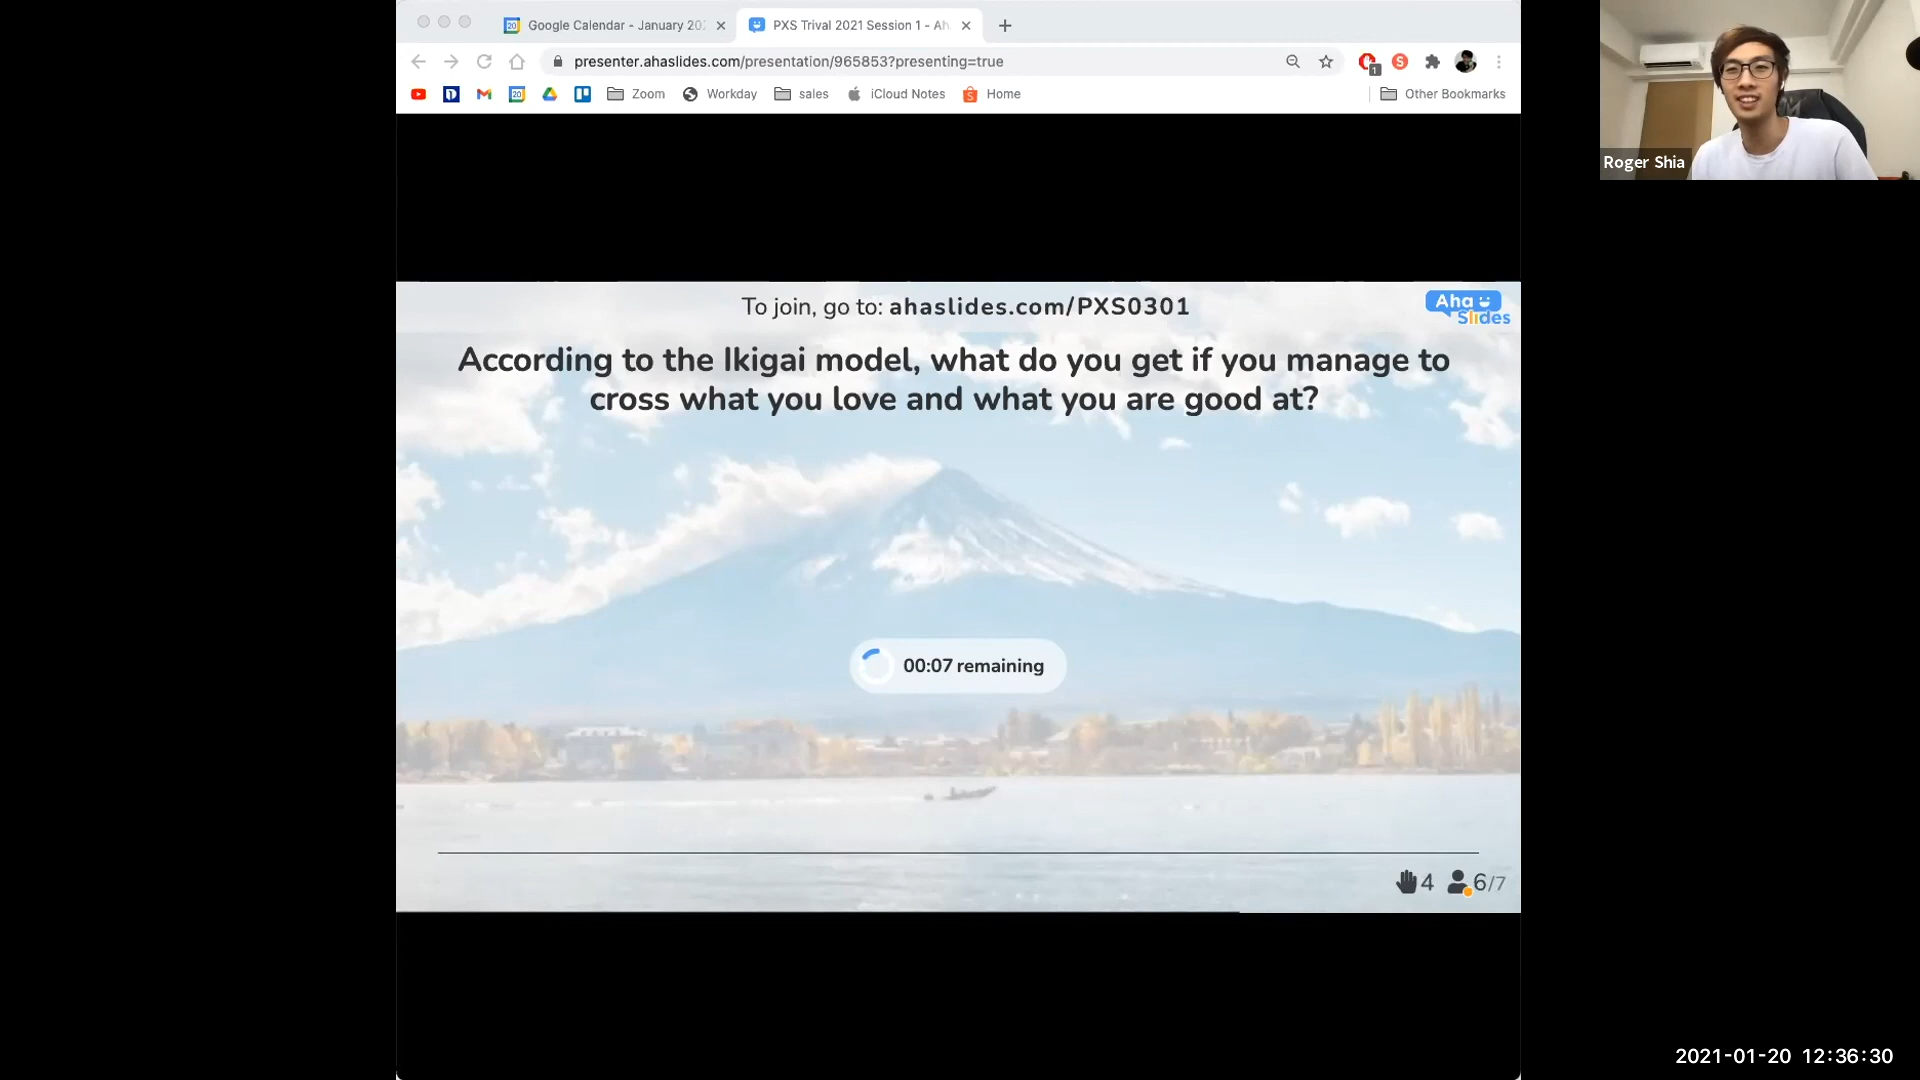 Google Calendar - January 20
PXS Trival 2021 Session 1 - Ah
presenter.ahaslides.com/presentation/965853?presenting=true
1
S
20
Zoom
Workday
sales
iCloud Notes
Home
Other Bookmarks
Roger Shia
To join, go to: ahaslides.com/PXS0301
Aha
Slides
According to the Ikigai model, what do you get if you manage to
cross what you love and what you are good at?
00:07 remaining
4
6/7
2021-01-20 12:36:30